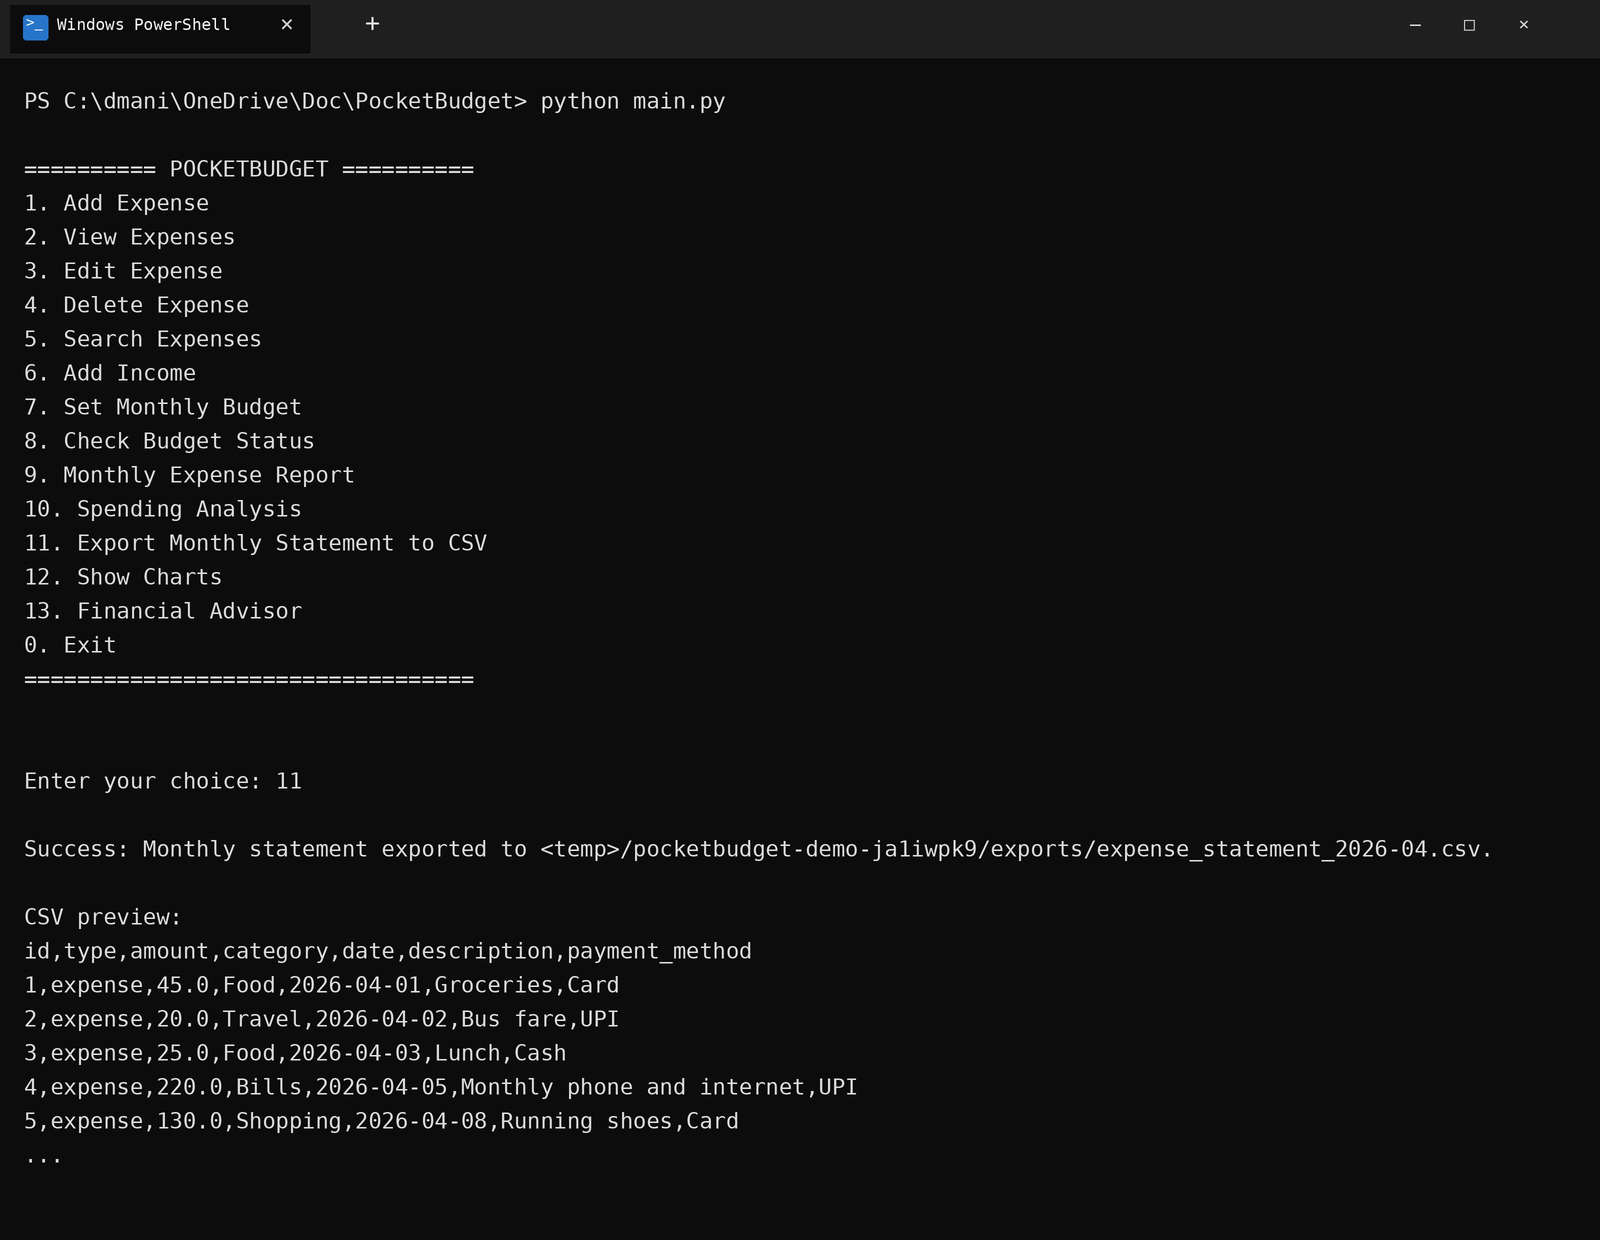 Windows PowerShell
PS C:\dmani\OneDrive\Doc\PocketBudget> python main.py
========== POCKETBUDGET ==========
1. Add Expense
2. View Expenses
3. Edit Expense
4. Delete Expense
5. Search Expenses
6. Add Income
7. Set Monthly Budget
8. Check Budget Status
9. Monthly Expense Report
10. Spending Analysis
11. Export Monthly Statement to CSV
12. Show Charts
13. Financial Advisor
0. Exit
==================================
Enter your choice: 11
Success: Monthly statement exported to <temp>/pocketbudget-demo-ja1iwpk9/exports/expense_statement_2026-04.csv.
CSV preview:
id,type,amount,category,date,description,payment_method
1,expense,45.0,Food,2026-04-01,Groceries,Card
2,expense,20.0,Travel,2026-04-02,Bus fare,UPI
3,expense,25.0,Food,2026-04-03,Lunch,Cash
4,expense,220.0,Bills,2026-04-05,Monthly phone and internet,UPI
5,expense,130.0,Shopping,2026-04-08,Running shoes,Card
...